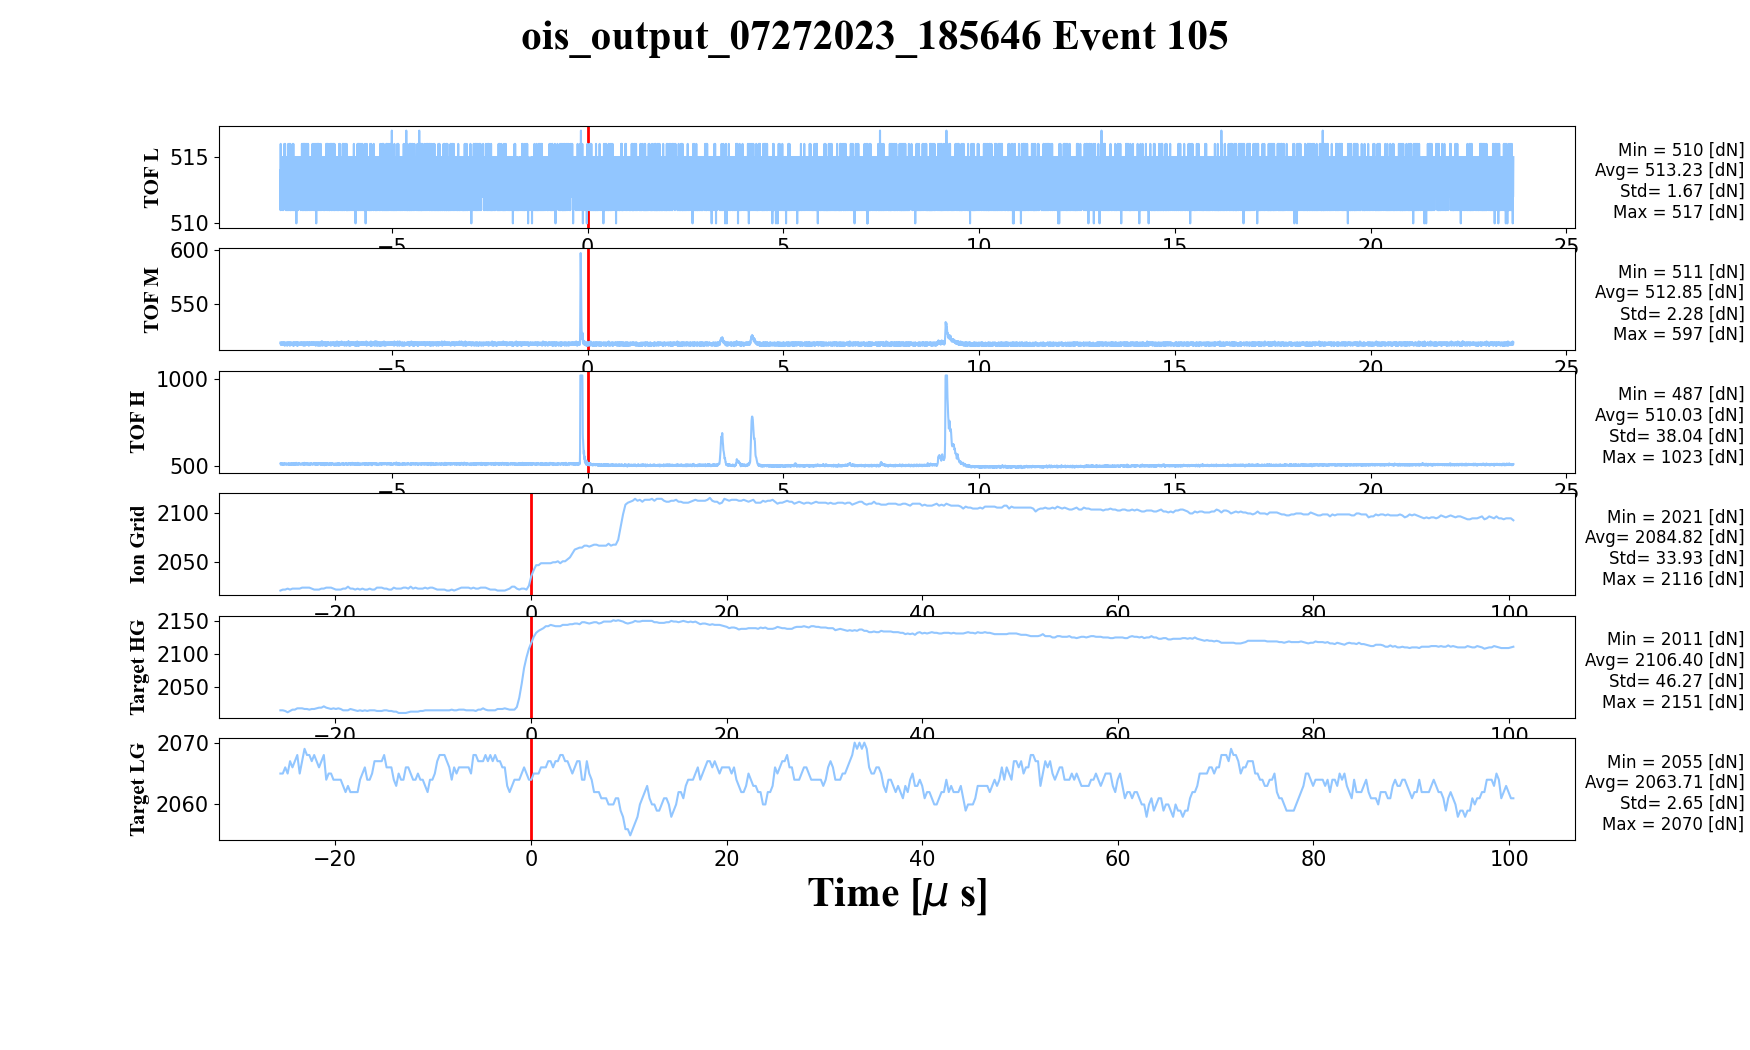 ois_output_07272023_185646 Event 105
TOF L
515
510
−5 0 5 10 15 20 25
Min = 510 [dN]
Avg= 513.23 [dN]
Std= 1.67 [dN]
Max = 517 [dN]
TOF M
600
550
−5 0 5 10 15 20 25
Min = 511 [dN]
Avg= 512.85 [dN]
Std= 2.28 [dN]
Max = 597 [dN]
TOF H
1000
500
−5 0 5 10 15 20 25
Min = 487 [dN]
Avg= 510.03 [dN]
Std= 38.04 [dN]
Max = 1023 [dN]
Ion Grid
2100
2050
−20 0 20 40 60 80 100
Min = 2021 [dN]
Avg= 2084.82 [dN]
Std= 33.93 [dN]
Max = 2116 [dN]
Target HG
2150
2100
2050
−20 0 20 40 60 80 100
Min = 2011 [dN]
Avg= 2106.40 [dN]
Std= 46.27 [dN]
Max = 2151 [dN]
Target LG
2070
2060
−20 0 20 40 60 80 100
Min = 2055 [dN]
Avg= 2063.71 [dN]
Std= 2.65 [dN]
Max = 2070 [dN]
Time [μ s]